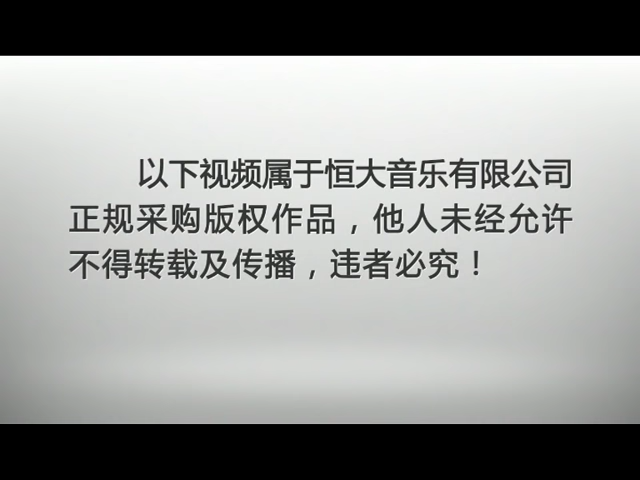 以下视频属于恒大音乐有限公司
正规采购版权作品，他人未经允许
不得转载及传播，违者必究！